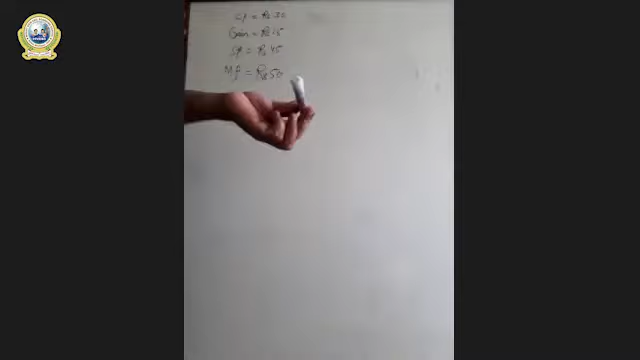 CP = Rs 30
Gain = Rs 15
SP = Rs 45
MP = Rs 50